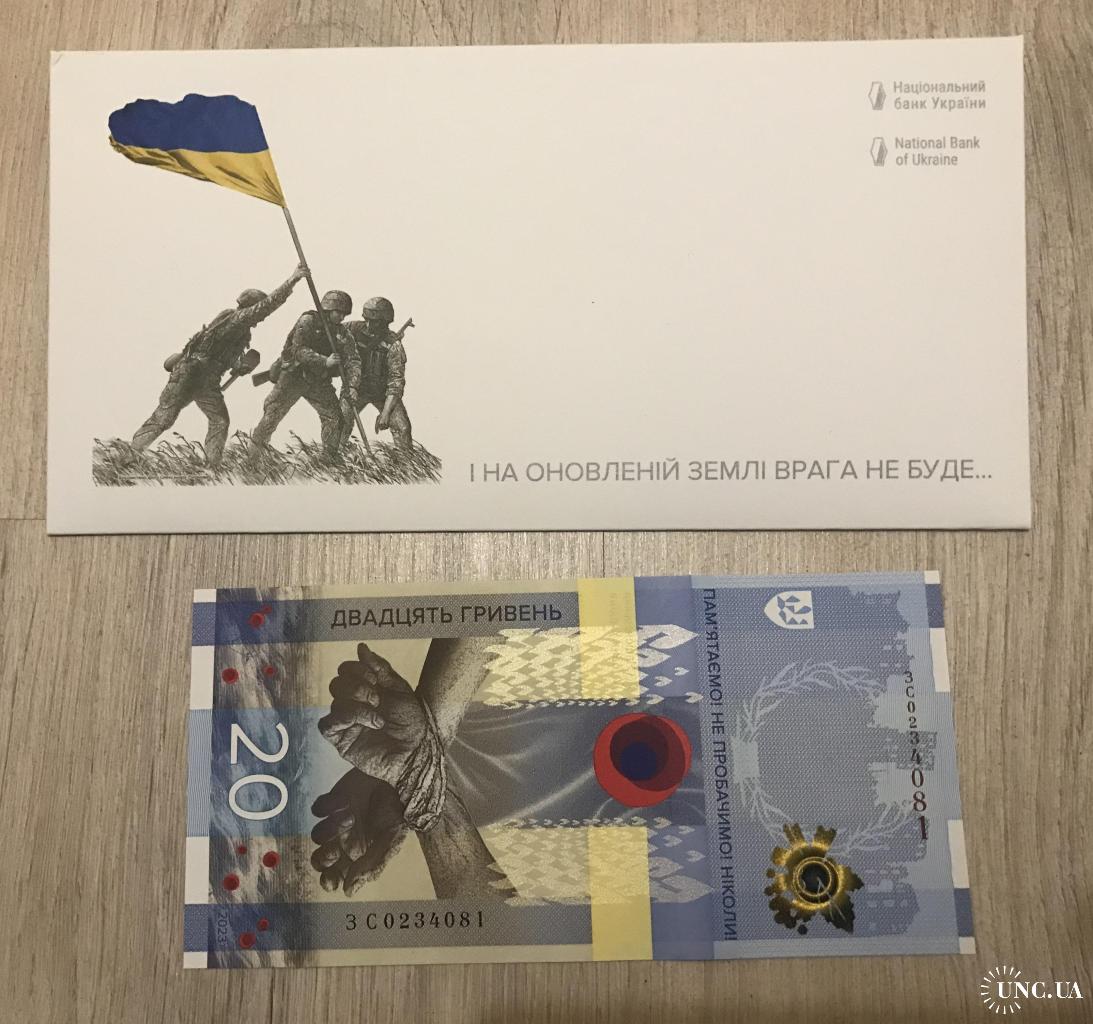 Національний
банк України
National Bank
of Ukraine
І НА ОНОВЛЕНІЙ ЗЕМЛІ ВРАГА НЕ БУДЕ...
ДВАДЦЯТЬ ГРИВЕНЬ
20
2023
ЗС0234081
ПАМ'ЯТАЄМО! НЕ ПРОБАЧИМО! НІКОЛИ!
ЗС0234081
UNC.UA